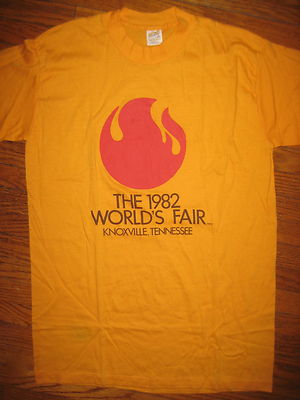 THE 1982
WORLD'S FAIR
KNOXVILLE, TENNESSEE